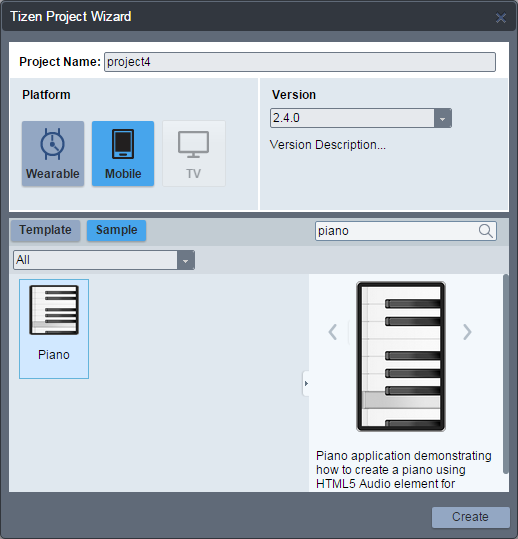 Tizen Project Wizard
Project Name: project4
Platform
Version
Wearable
Mobile
TV
2.4.0
Version Description...
Template
Sample
piano
All
Piano
Piano application demonstrating
how to create a piano using
HTML5 Audio element for
Create